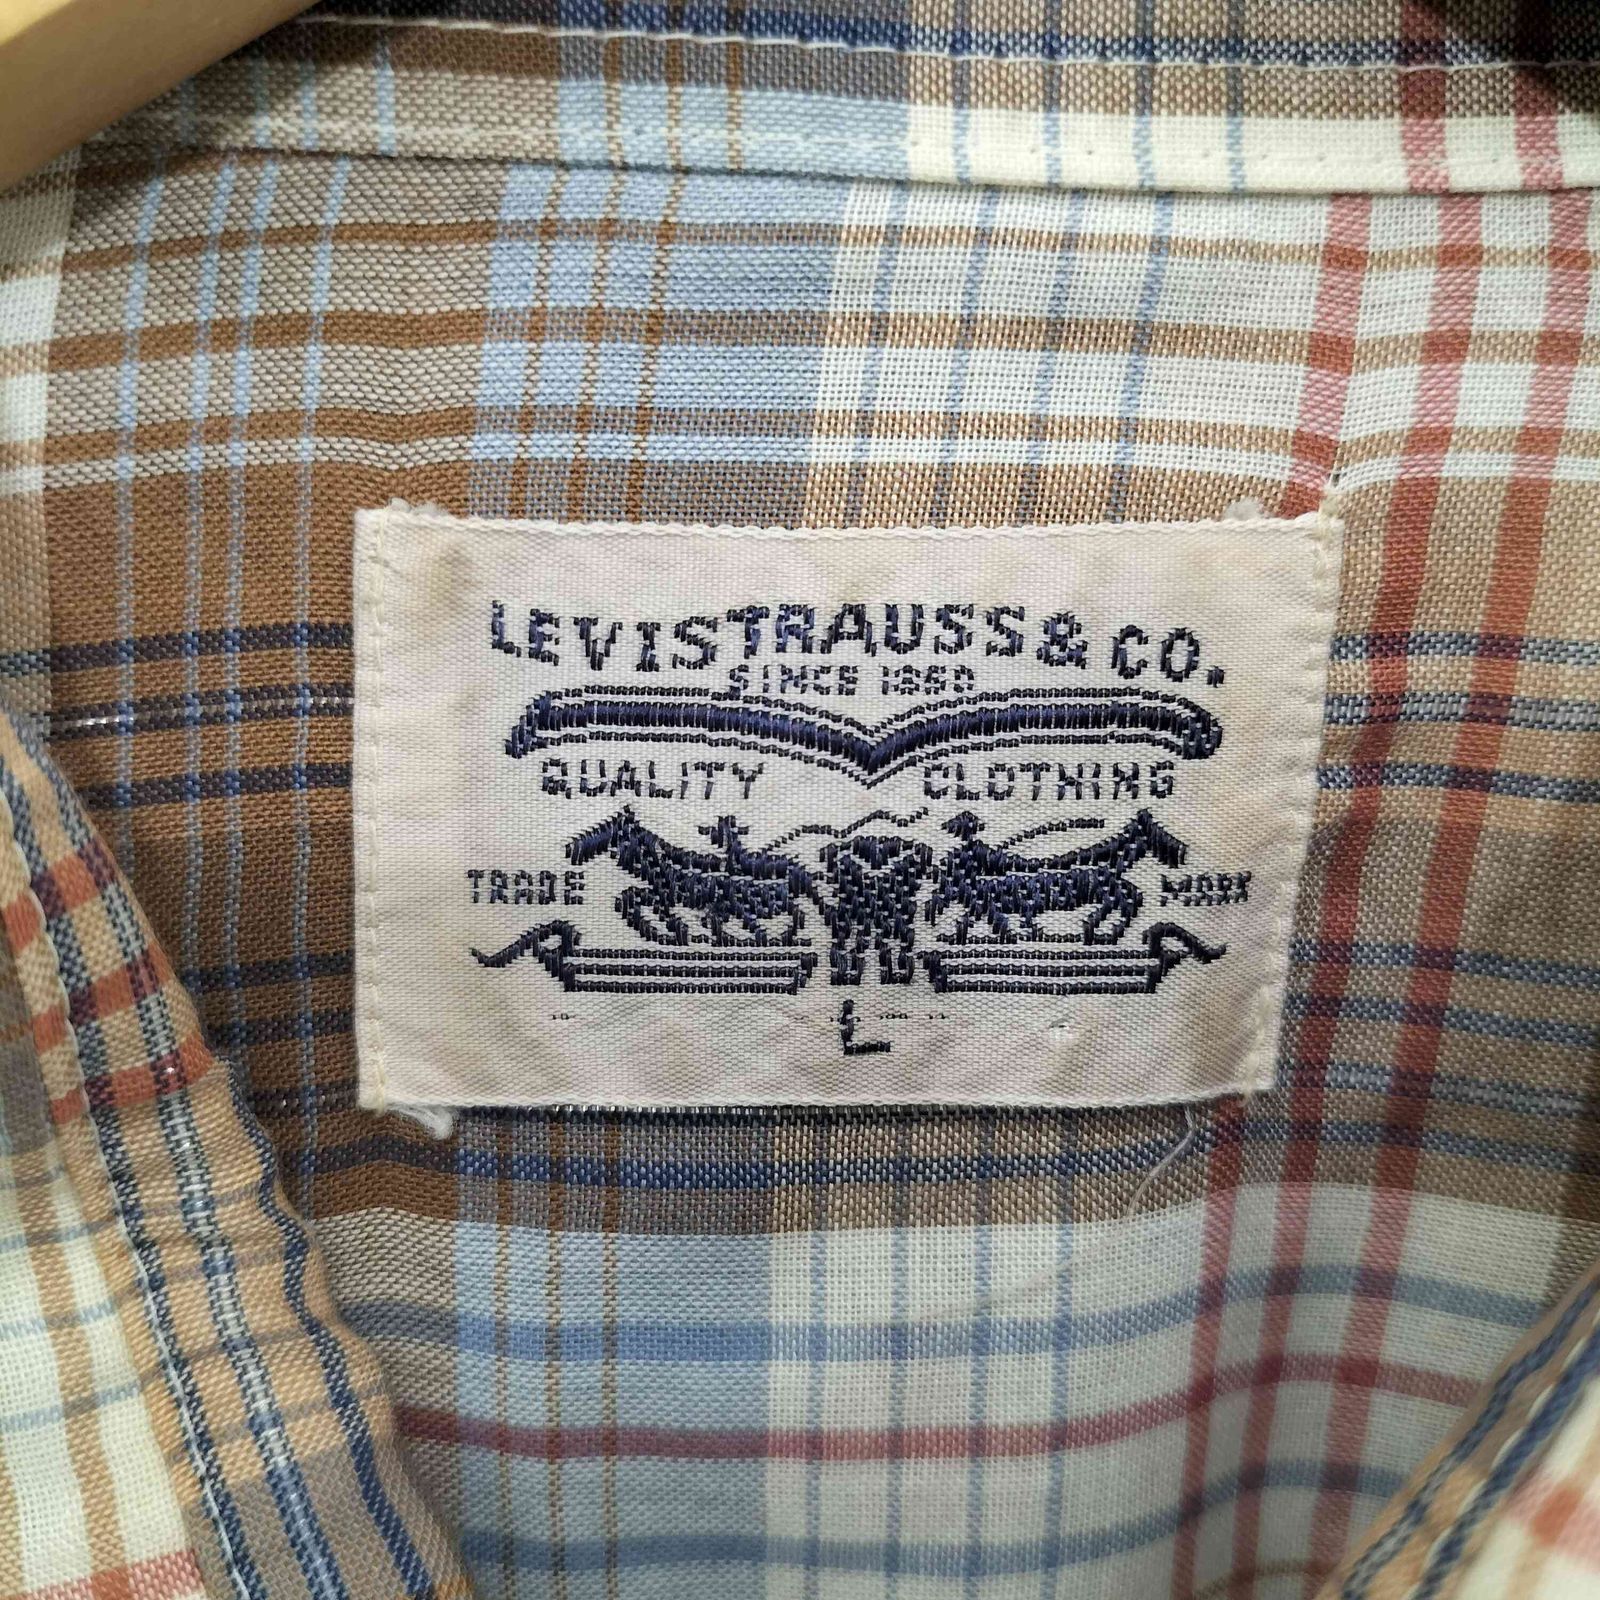 LEVI STRAUSS & CO.
SINCE 1850
QUALITY CLOTHING
TRADE MARK
L